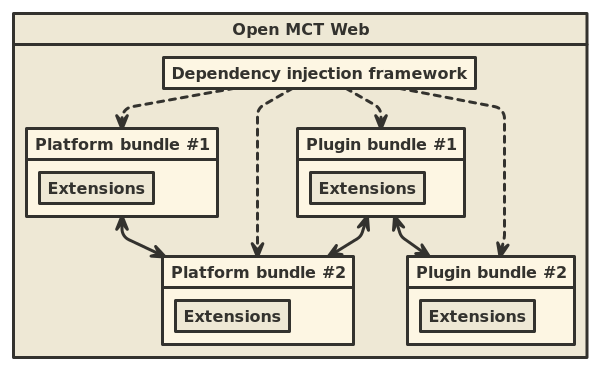 Open MCT Web
Dependency injection framework
Platform bundle #1
Plugin bundle #1
Extensions
Extensions
Platform bundle #2
Plugin bundle #2
Extensions
Extensions